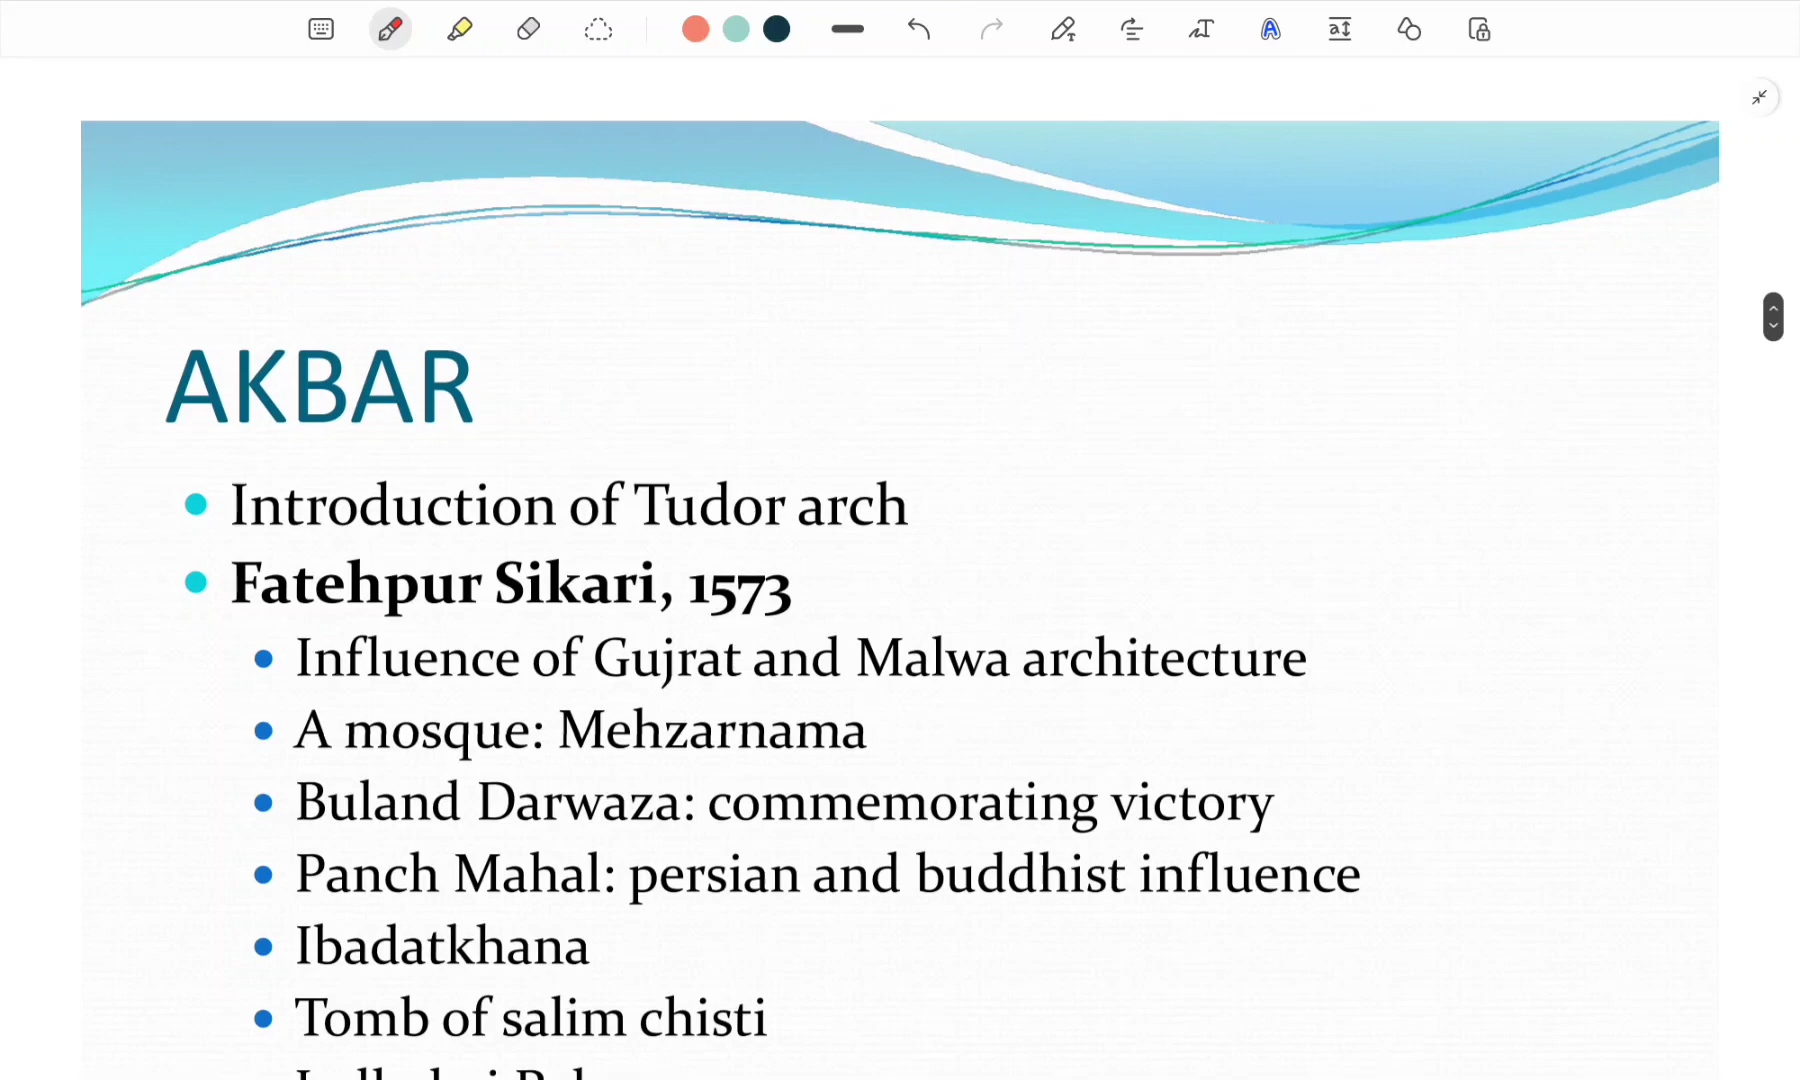 AKBAR
Introduction of Tudor arch
Fatehpur Sikari, 1573
Influence of Gujrat and Malwa architecture
A mosque: Mehzarnama
Buland Darwaza: commemorating victory
Panch Mahal: persian and buddhist influence
Ibadatkhana
Tomb of salim chisti